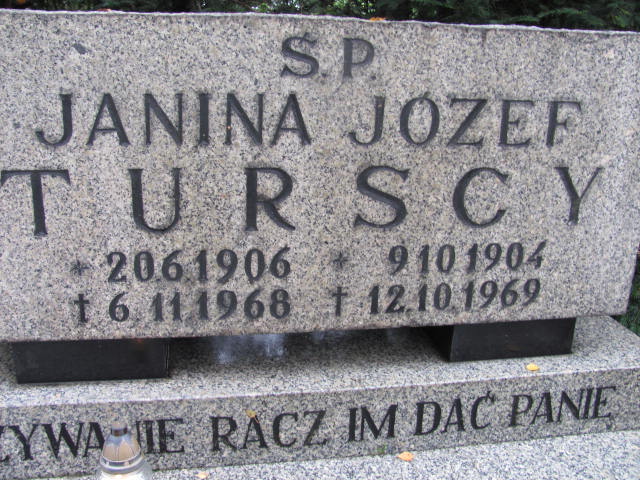 Ś.P.
JANINA JÓZEF
TURSCY
* 20.6.1906 * 9.10.1904
† 6.11.1968 † 12.10.1969
RACZ IM DAĆ PANIE